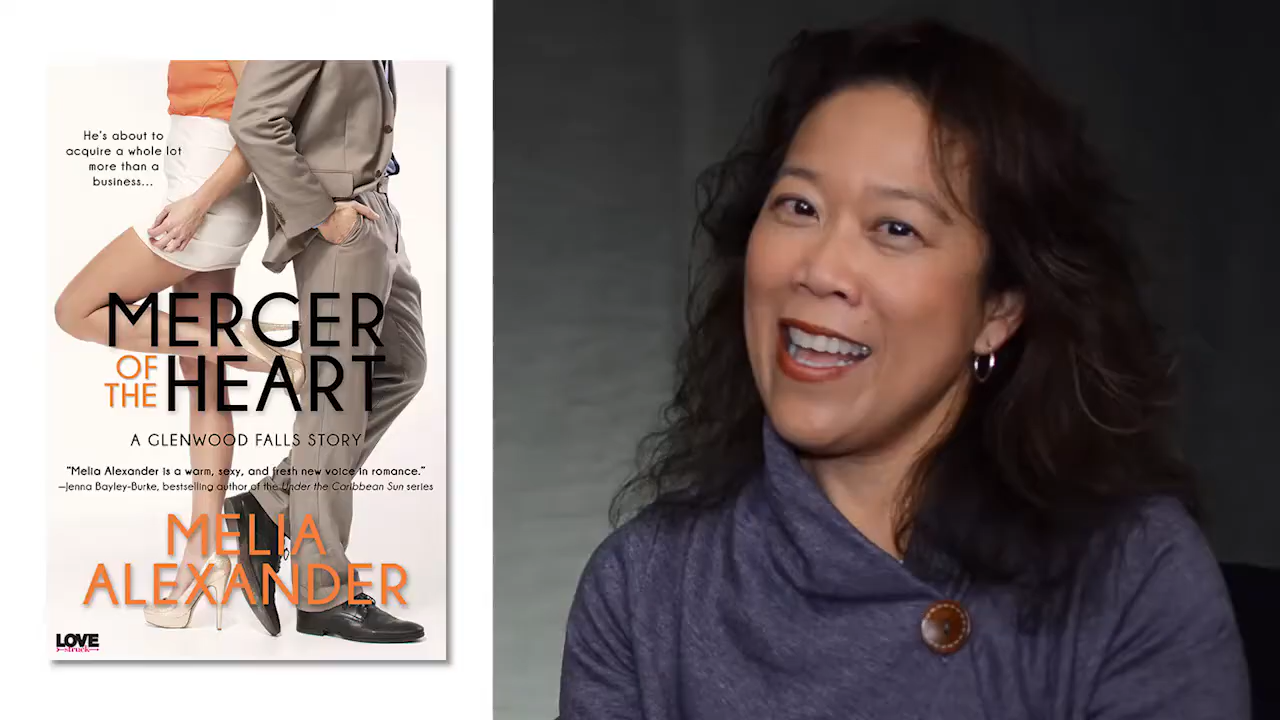 He's about to
acquire a whole lot
more than a
business...
MERGER
OF THE HEART
A GLENWOOD FALLS STORY
"Melia Alexander is a warm, sexy, and fresh new voice in romance."
—Jenna Bayley-Burke, bestselling author of the Under the Caribbean Sun series
MELIA
ALEXANDER
LOVE
struck